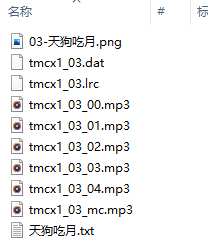 名称 # 标
03-天狗吃月.png
tmcx1_03.dat
tmcx1_03.lrc
tmcx1_03_00.mp3
tmcx1_03_01.mp3
tmcx1_03_02.mp3
tmcx1_03_03.mp3
tmcx1_03_04.mp3
tmcx1_03_mc.mp3
天狗吃月.txt